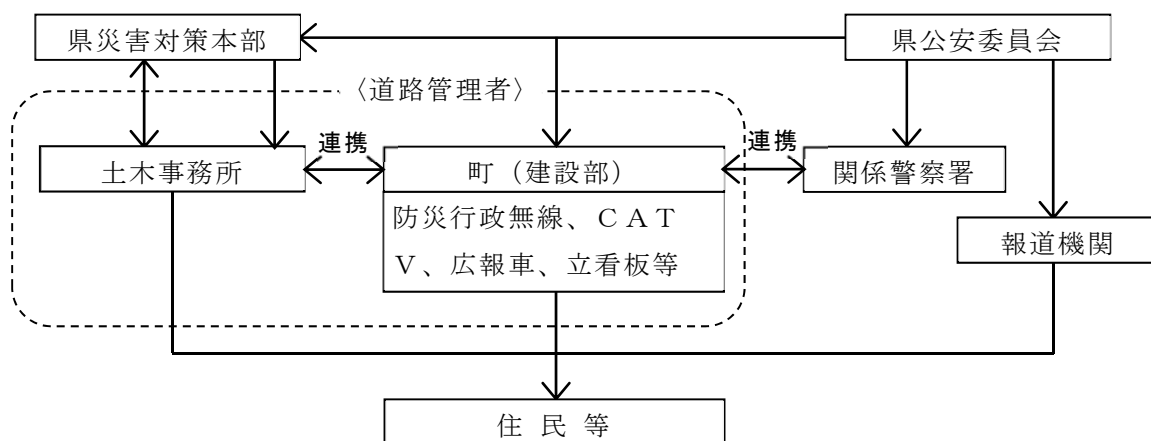 県災害対策本部
県公安委員会
〈道路管理者〉
連携
連携
土木事務所
町（建設部）
関係警察署
防災行政無線、ＣＡＴ
Ｖ、広報車、立看板等
報道機関
住 民 等